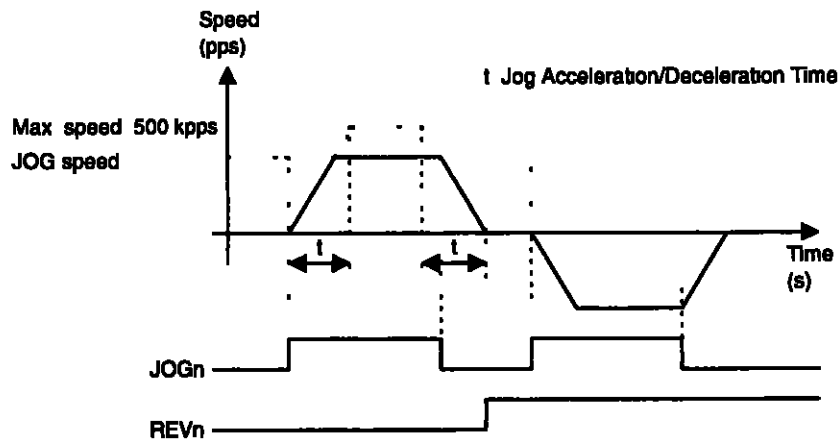 Speed
(pps)
t Jog Acceleration/Deceleration Time
Max speed 500 kpps
JOG speed
t
t
Time
(s)
JOGn
REVn